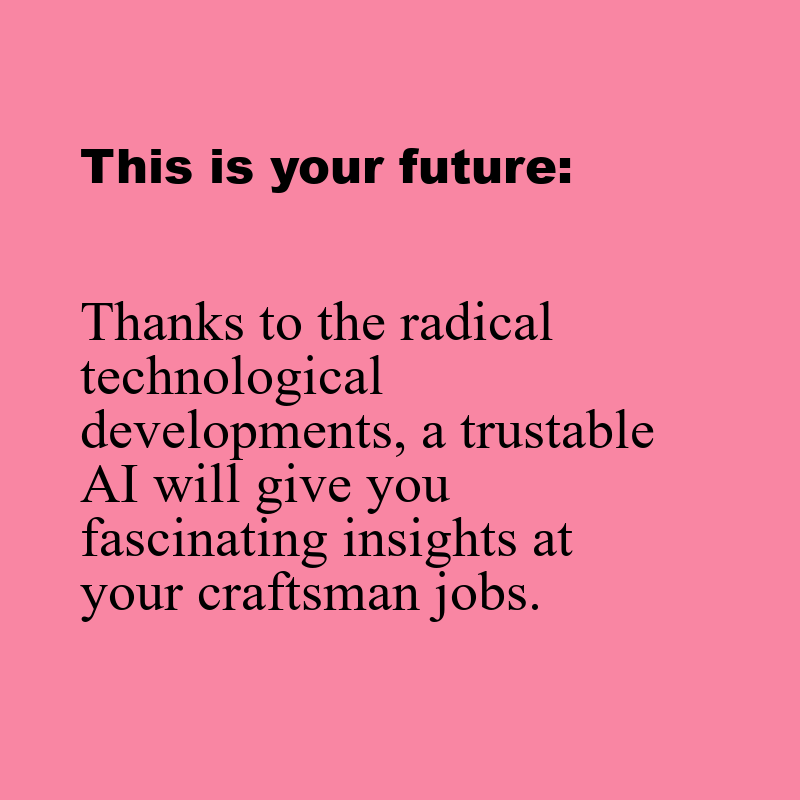 This is your future:
Thanks to the radical
technological
developments, a trustable
AI will give you
fascinating insights at
your craftsman jobs.